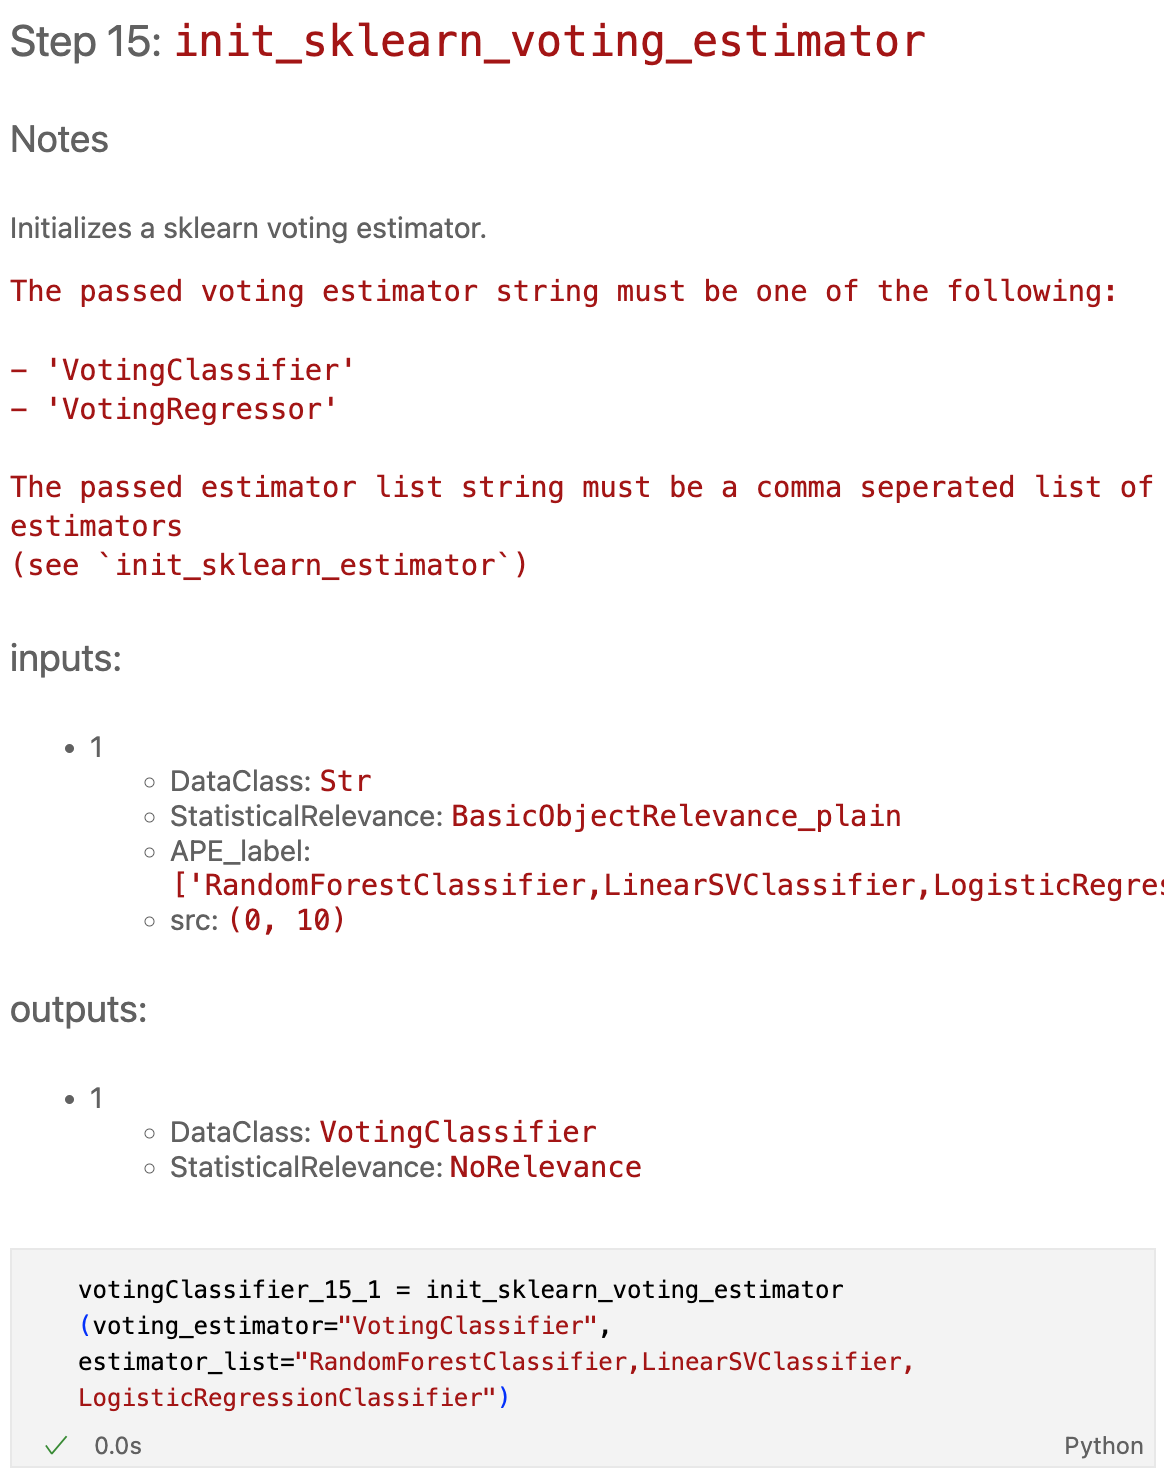 Step 15: init_sklearn_voting_estimator
Notes
Initializes a sklearn voting estimator.
The passed voting estimator string must be one of the following:
- 'VotingClassifier'
- 'VotingRegressor'
The passed estimator list string must be a comma seperated list of
estimators
(see `init_sklearn_estimator`)
inputs:
• 1
◦ DataClass: Str
◦ StatisticalRelevance: BasicObjectRelevance_plain
◦ APE_label:
['RandomForestClassifier,LinearSVClassifier,LogisticRegres
◦ src: (0, 10)
outputs:
• 1
◦ DataClass: VotingClassifier
◦ StatisticalRelevance: NoRelevance
votingClassifier_15_1 = init_sklearn_voting_estimator
(voting_estimator="VotingClassifier",
estimator_list="RandomForestClassifier,LinearSVClassifier,
LogisticRegressionClassifier")
✓ 0.0s Python